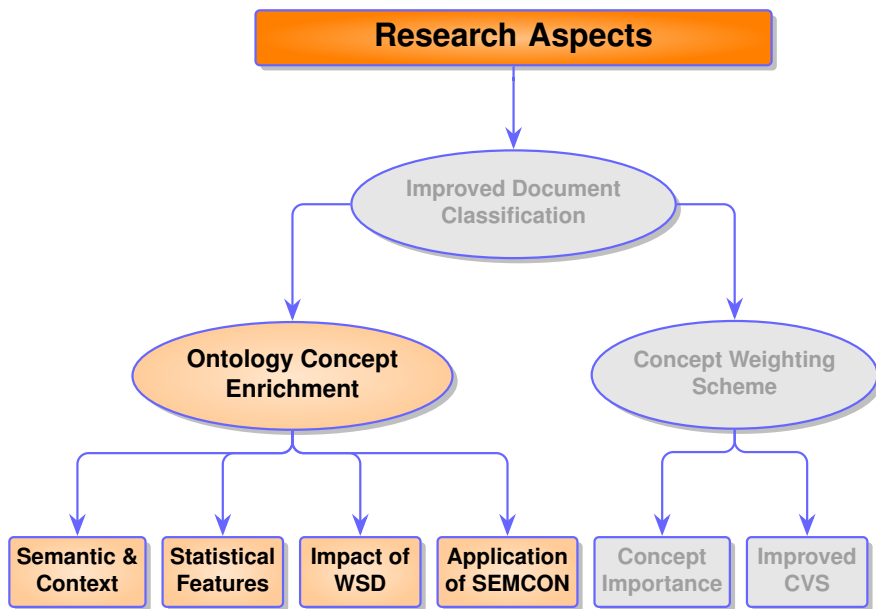 Research Aspects
Improved Document
Classification
Ontology Concept
Enrichment
Concept Weighting
Scheme
Semantic &
Context
Statistical
Features
Impact of
WSD
Application
of SEMCON
Concept
Importance
Improved
CVS